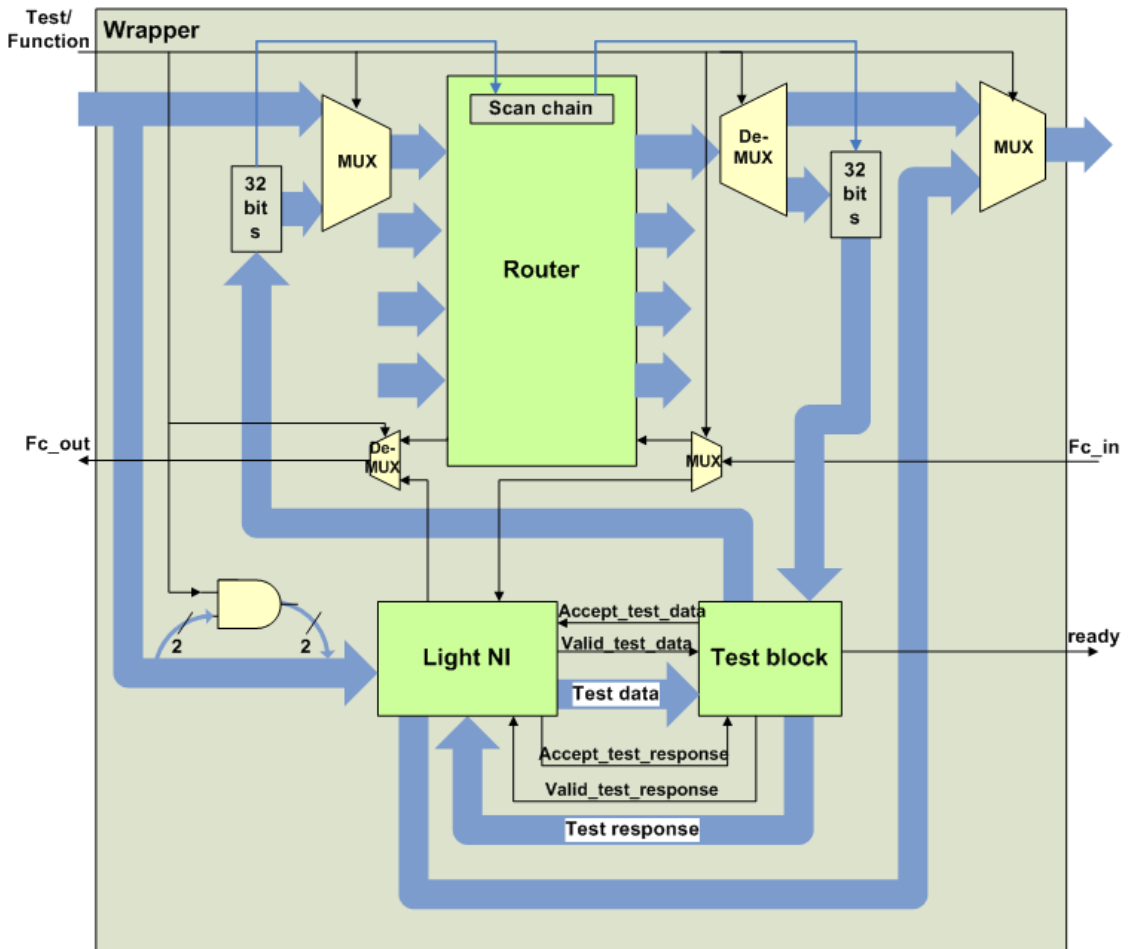 Test/
Function
Wrapper
Scan chain
De-
MUX
MUX
MUX
32
bit
s
32
bit
s
Router
Fc_out
De-
MUX
MUX
Fc_in
2
2
Accept_test_data
Light NI
Valid_test_data
Test block
ready
Test data
Accept_test_response
Valid_test_response
Test response